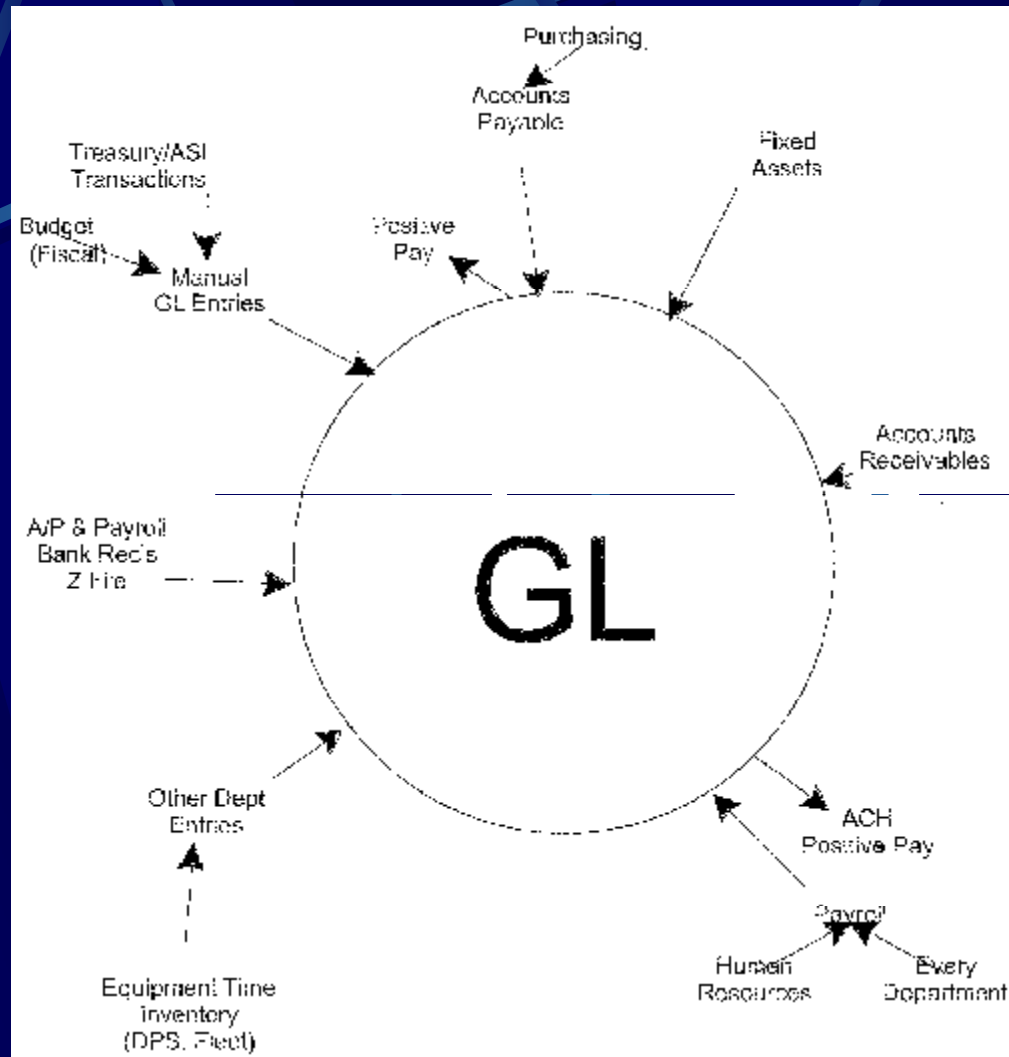 Purchasing
Accounts
Payable
Fixed
Assets
Treasury/ASI
Transactions
Budget
(Fiscal)
Positive
Pay
Manual
GL Entries
Accounts
Receivables
A/P & Payroll
Bank Rec's
Z
GL
Other Dept
Entries
ACH
Positive Pay
Payroll
Human
Resources
Every
Department
Equipment Time
Inventory
(DPS, Fleet)